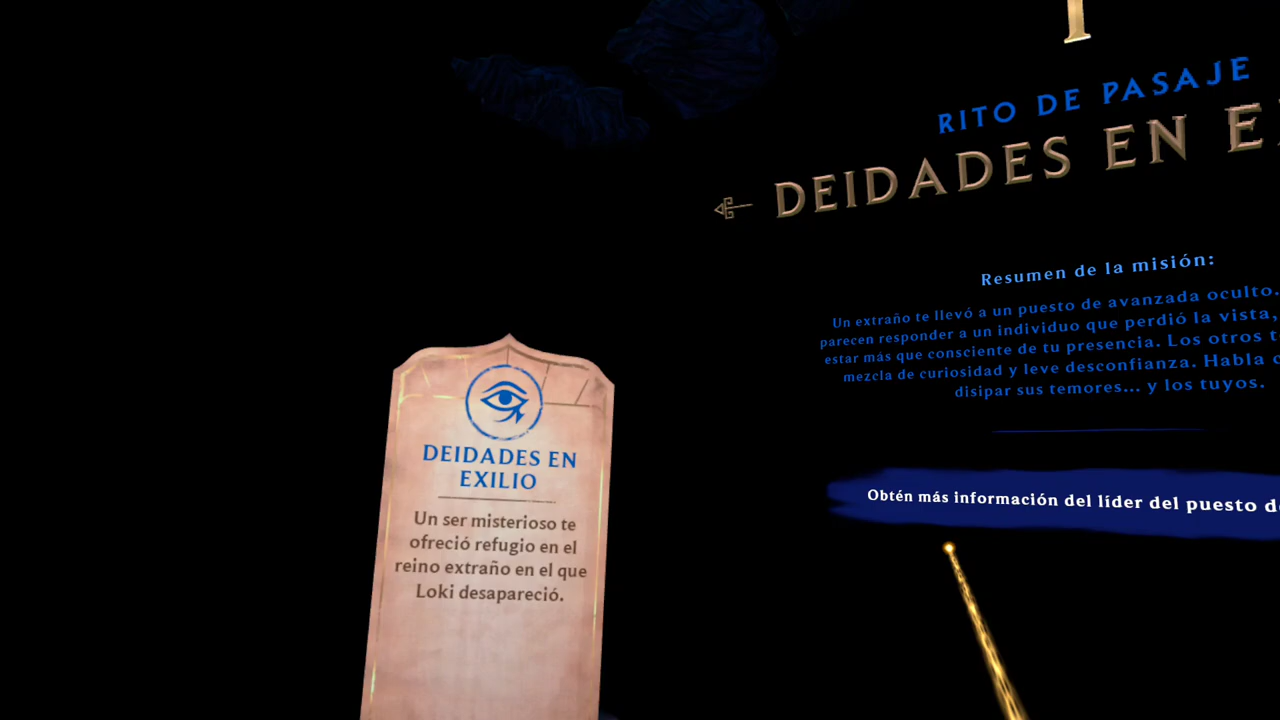 DEIDADES EN
EXILIO
Un ser misterioso te
ofreció refugio en el
reino extraño en el que
Loki desapareció.
I
RITO DE PASAJE
DEIDADES EN E
Resumen de la misión:
Un extraño te llevó a un puesto de avanzada oculto.
parecen responder a un individuo que perdió la vista,
estar más que consciente de tu presencia. Los otros t
mezcla de curiosidad y leve desconfianza. Habla c
disipar sus temores... y los tuyos.
Obtén más información del líder del puesto d